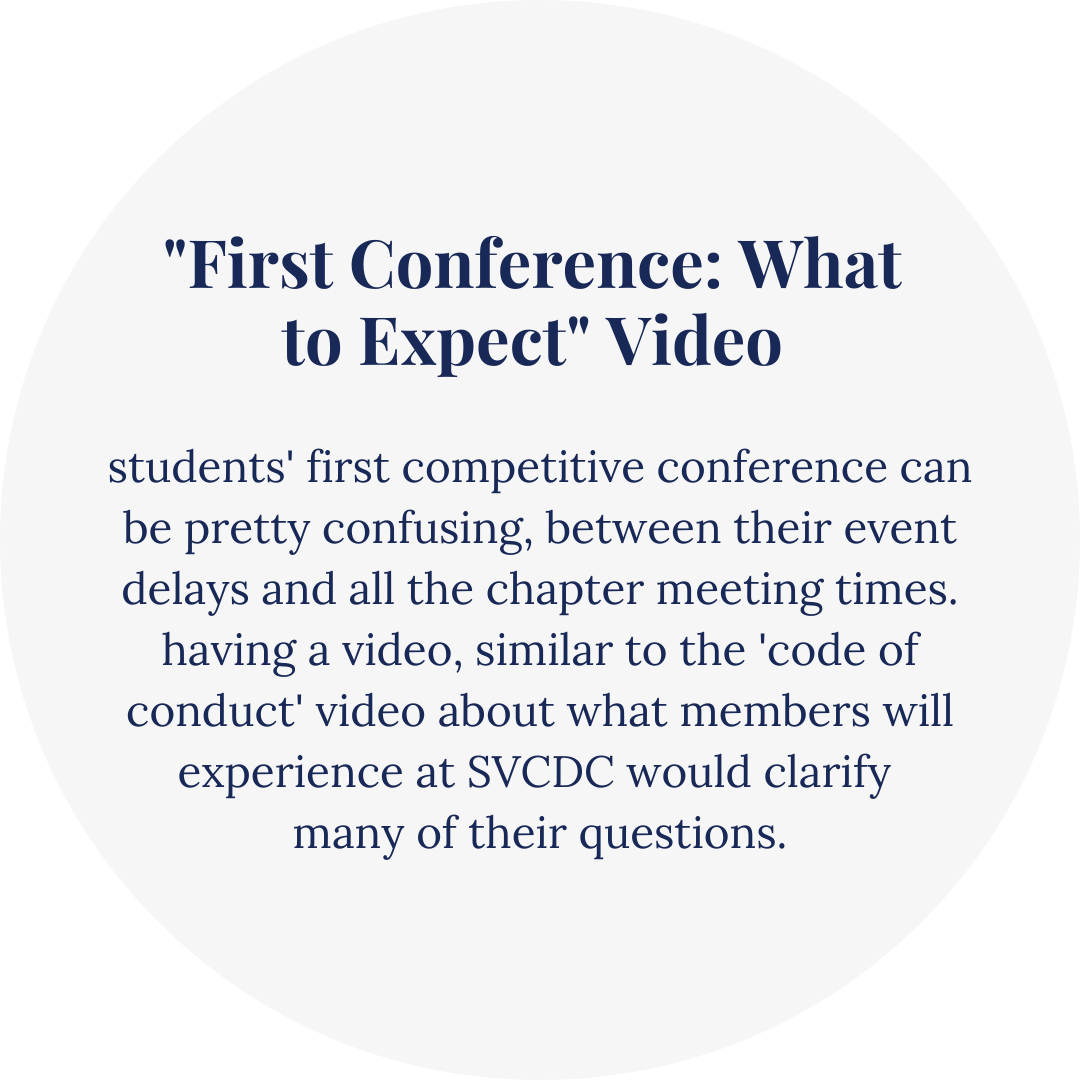 "First Conference: What
to Expect" Video
students' first competitive conference can
be pretty confusing, between their event
delays and all the chapter meeting times.
having a video, similar to the 'code of
conduct' video about what members will
experience at SVCDC would clarify
many of their questions.